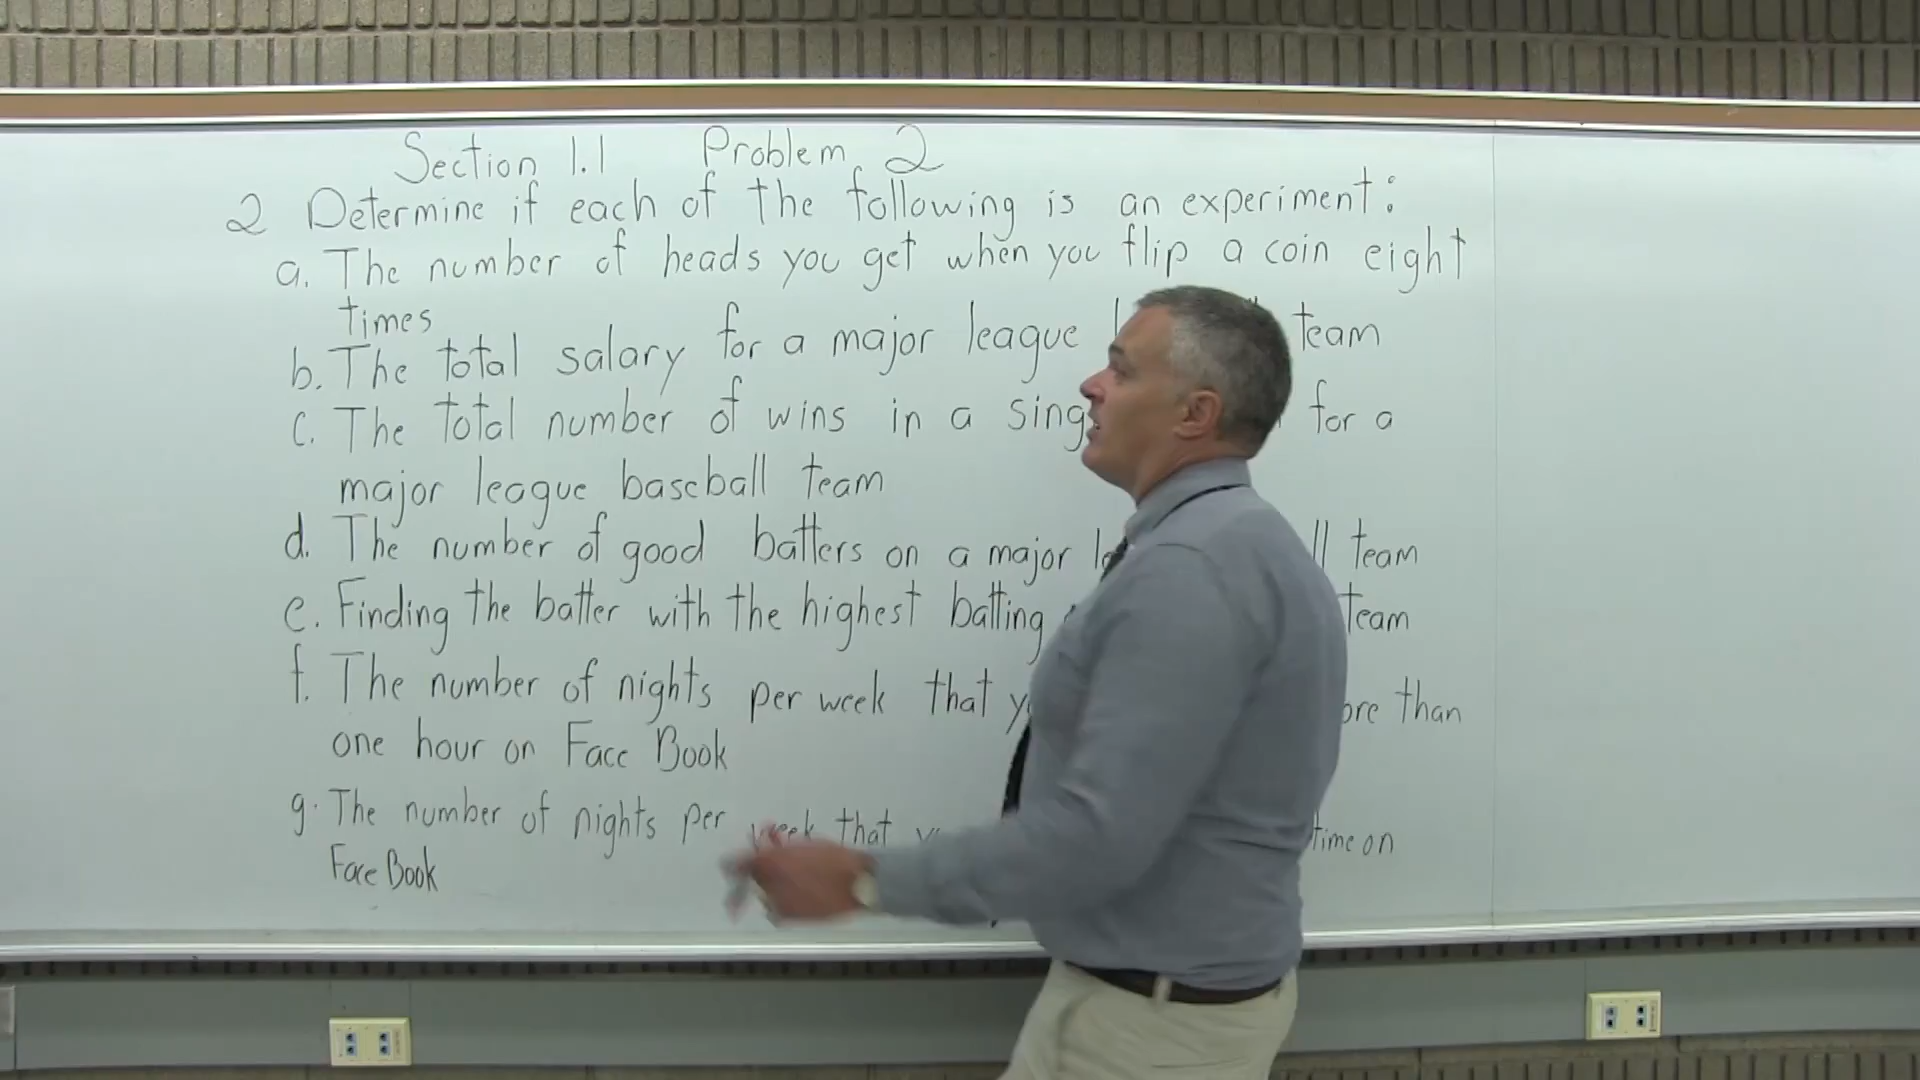 Section 1.1 Problem 2
2 Determine if each of the following is an experiment:
a. The number of heads you get when you flip a coin eight
times
b. The total salary for a major league team
c. The total number of wins in a for a
major league baseball team
d. The number of good batters on a major team
e. Finding the batter with the highest batting team
f. The number of nights per week that than
one hour on Face Book
g. The number of nights per week that time on
Face Book